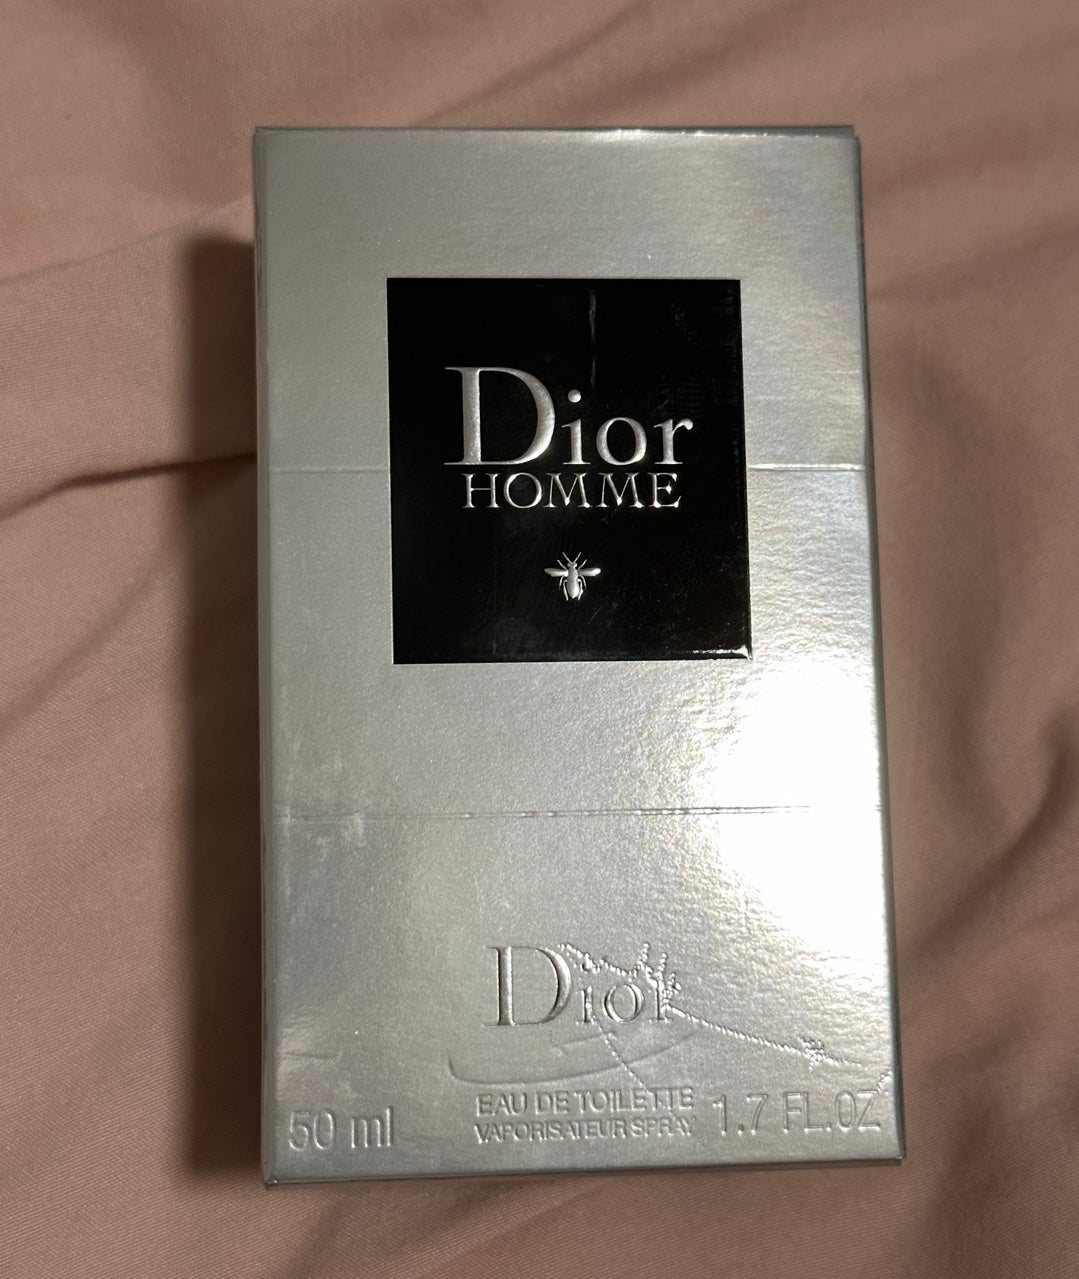 Dior
HOMME
Dior
EAU DE TOILETTE
VAPORISATEUR SPRAY
50 ml
1.7 FL.OZ